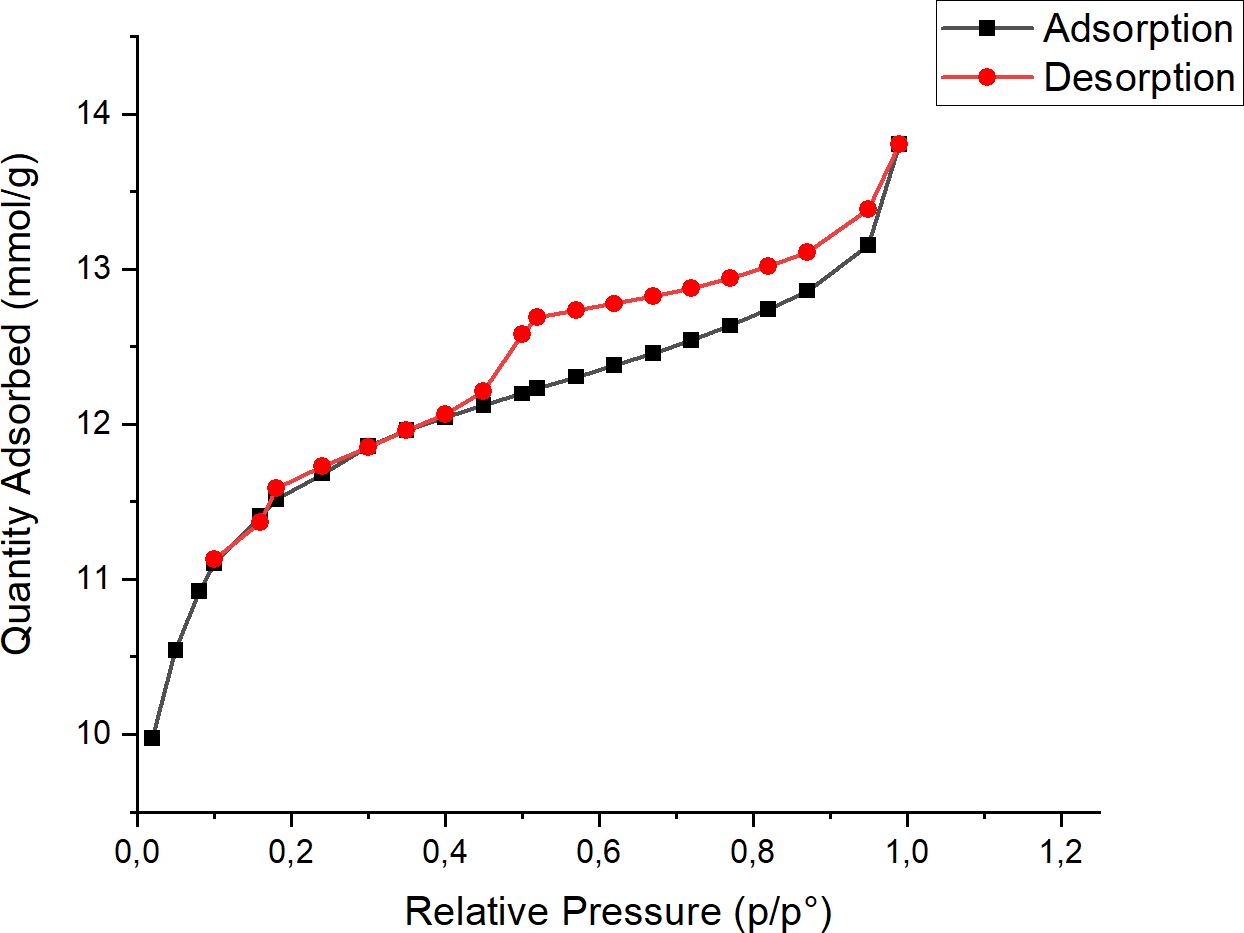 Adsorption
Desorption
14
13
12
11
10
Quantity Adsorbed (mmol/g)
0,0 0,2 0,4 0,6 0,8 1,0 1,2
Relative Pressure (p/p°)